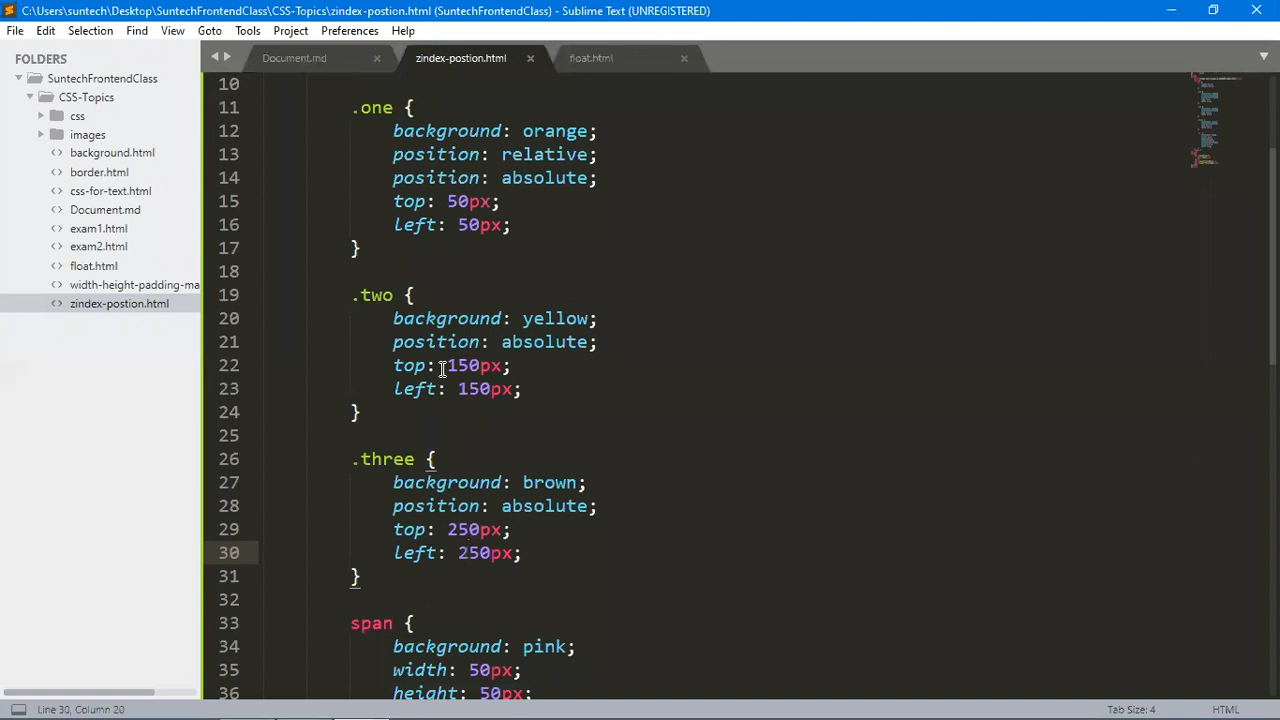 C:\Users\suntech\Desktop\SuntechFrontendClass\CSS-Topics\zindex-postion.html (SuntechFrontendClass) - Sublime Text (UNREGISTERED)
File Edit Selection Find View Goto Tools Project Preferences Help
FOLDERS
SuntechFrontendClass
CSS-Topics
css
images
background.html
border.html
css-for-text.html
Document.md
exam1.html
exam2.html
float.html
width-height-padding-ma
zindex-postion.html
Document.md zindex-postion.html float.html
10
11 .one {
12 background: orange;
13 position: relative;
14 position: absolute;
15 top: 50px;
16 left: 50px;
17 }
18
19 .two {
20 background: yellow;
21 position: absolute;
22 top: 150px;
23 left: 150px;
24 }
25
26 .three {
27 background: brown;
28 position: absolute;
29 top: 250px;
30 left: 250px;
31 }
32
33 span {
34 background: pink;
35 width: 50px;
36 height: 50px;
Line 30, Column 20 Tab Size: 4 HTML